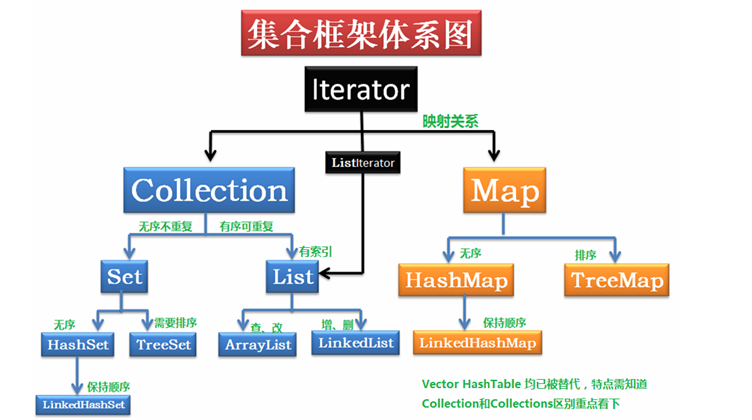 集合框架体系图
Iterator
映射关系
ListIterator
Collection
Map
无序不重复
有序可重复
有索引
无序
排序
Set
List
HashMap
TreeMap
无序
需要排序
查、改
增、删
保持顺序
HashSet
TreeSet
ArrayList
LinkedList
LinkedHashMap
保持顺序
LinkedHashSet
Vector HashTable 均已被替代，特点需知道
Collection和Collections区别重点看下